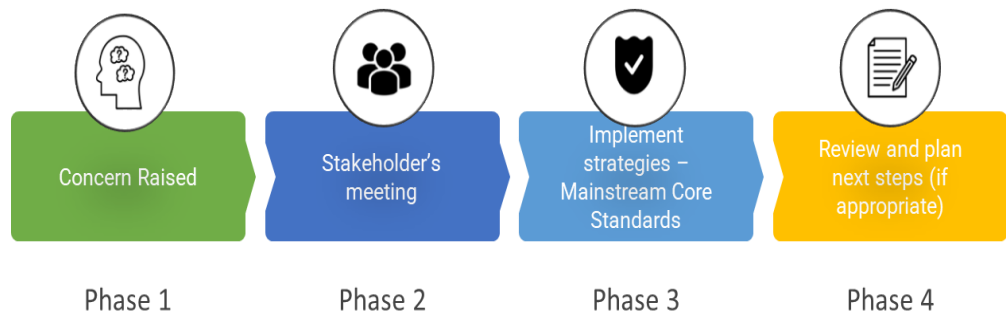 Concern Raised
Stakeholder's
meeting
Implement
strategies –
Mainstream Core
Standards
Review and plan
next steps (if
appropriate)
Phase 1
Phase 2
Phase 3
Phase 4